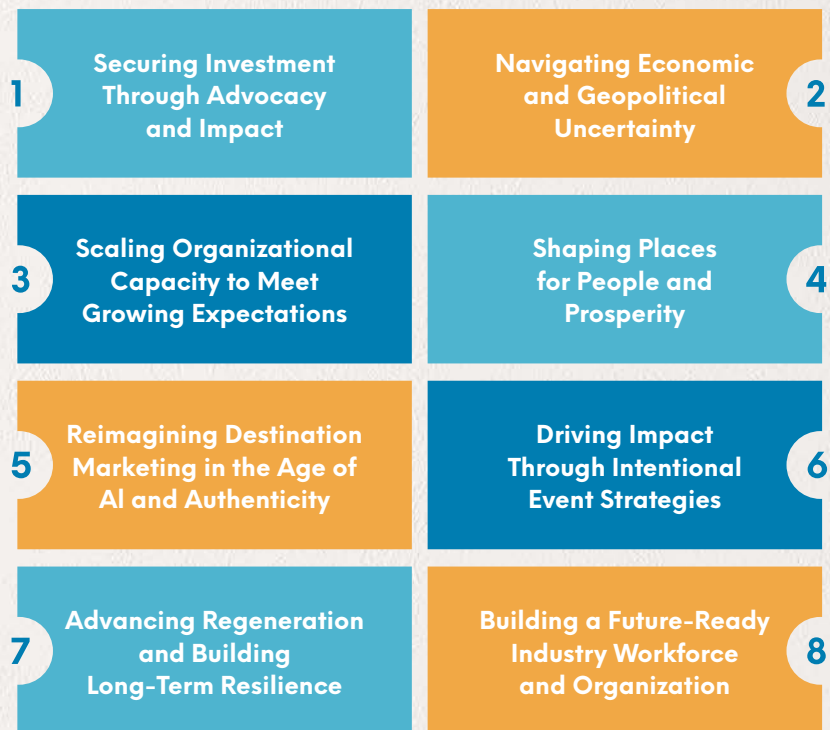 1
Securing Investment
Through Advocacy
and Impact
Navigating Economic
and Geopolitical
Uncertainty
2
3
Scaling Organizational
Capacity to Meet
Growing Expectations
Shaping Places
for People and
Prosperity
4
5
Reimagining Destination
Marketing in the Age of
AI and Authenticity
Driving Impact
Through Intentional
Event Strategies
6
7
Advancing Regeneration
and Building
Long-Term Resilience
Building a Future-Ready
Industry Workforce
and Organization
8